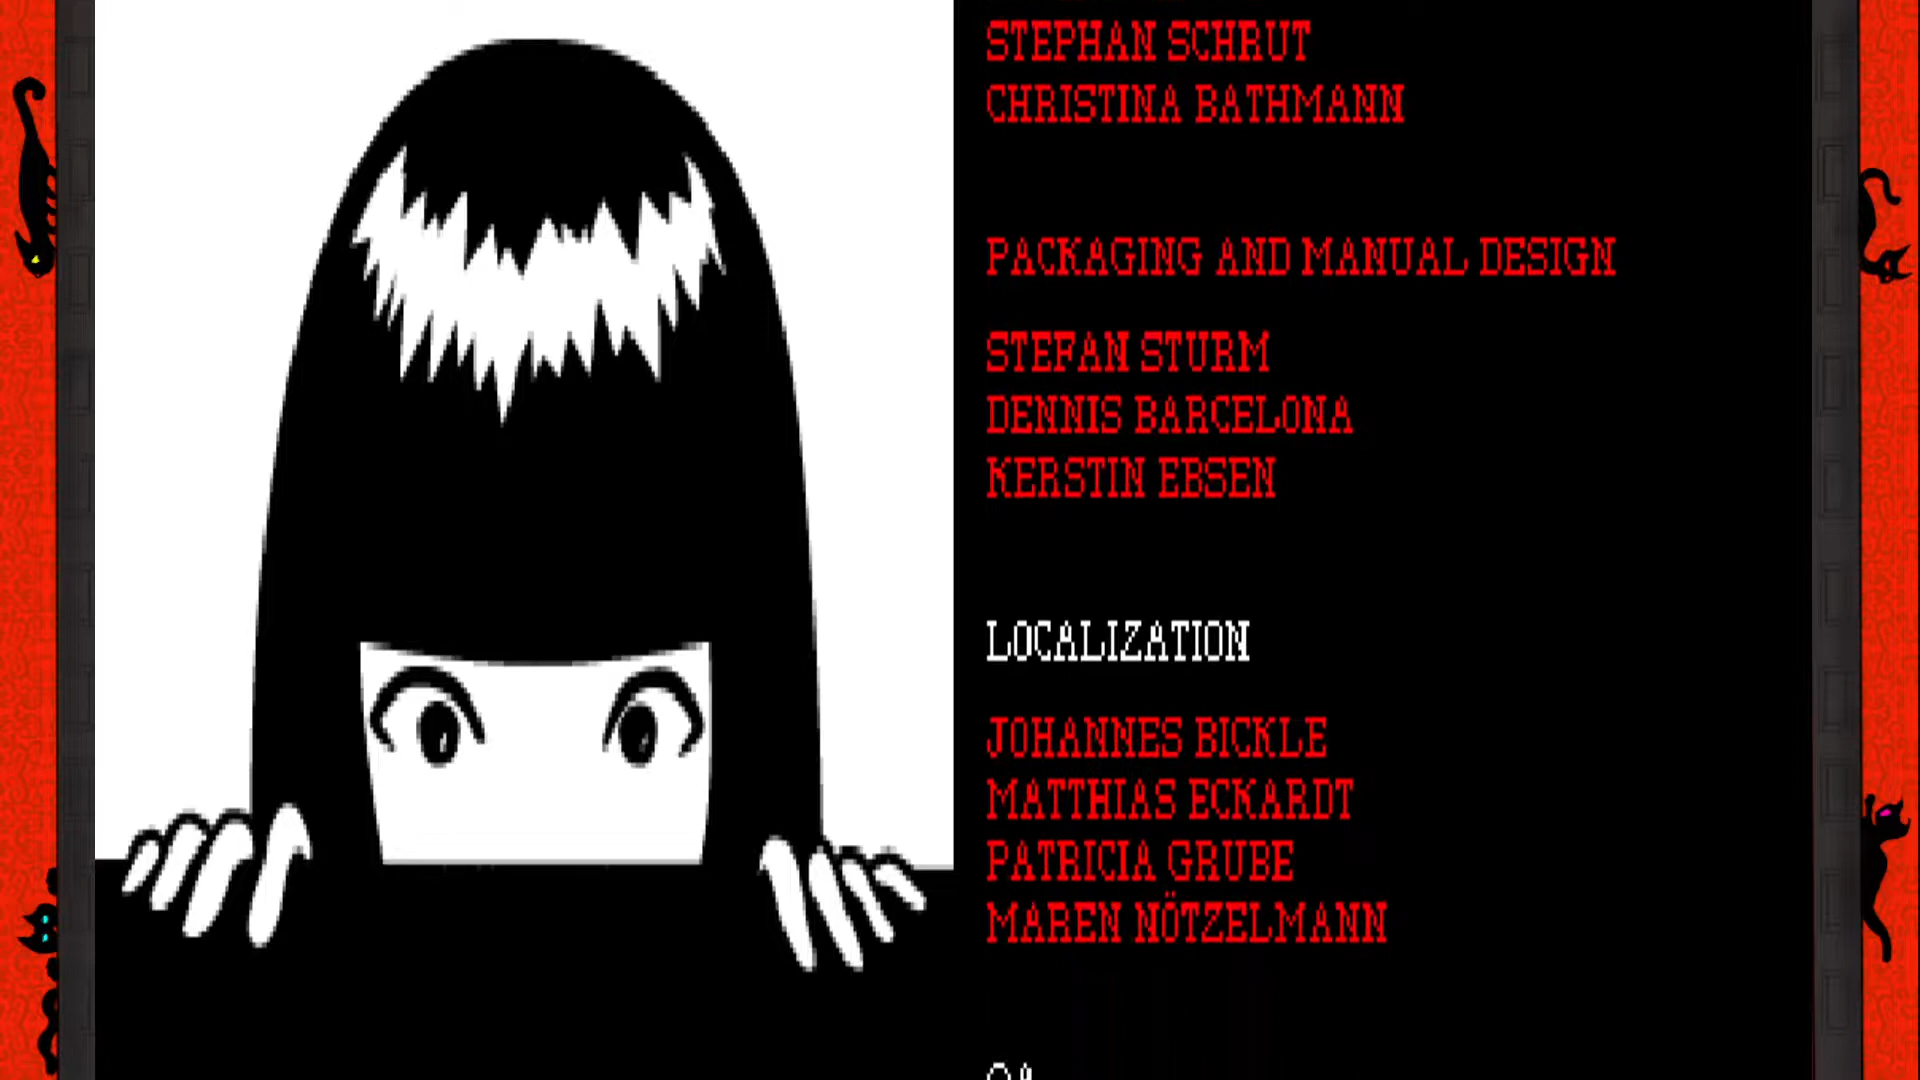 STEPHAN SCHRUT
CHRISTINA BATHMANN
PACKAGING AND MANUAL DESIGN
STEFAN STURM
DENNIS BARCELONA
KERSTIN EBSEN
LOCALIZATION
JOHANNES BICKLE
MATTHIAS ECKARDT
PATRICIA GRUBE
MAREN NÖTZELMANN